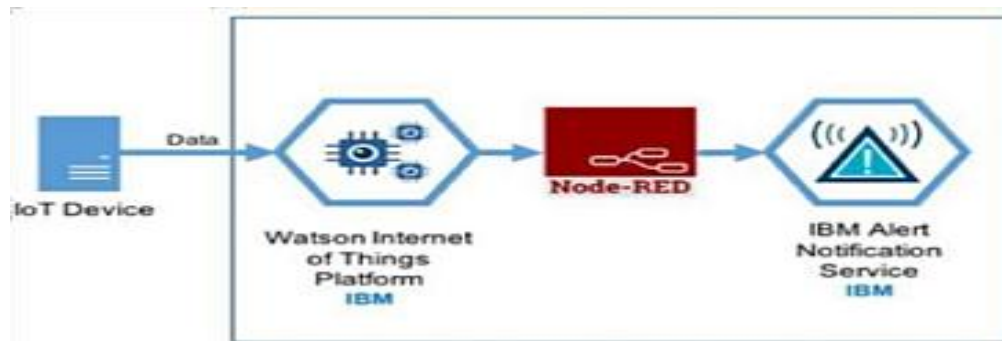 Data
IoT Device
Watson Internet
of Things
Platform
IBM
Node-RED
IBM Alert
Notification
Service
IBM